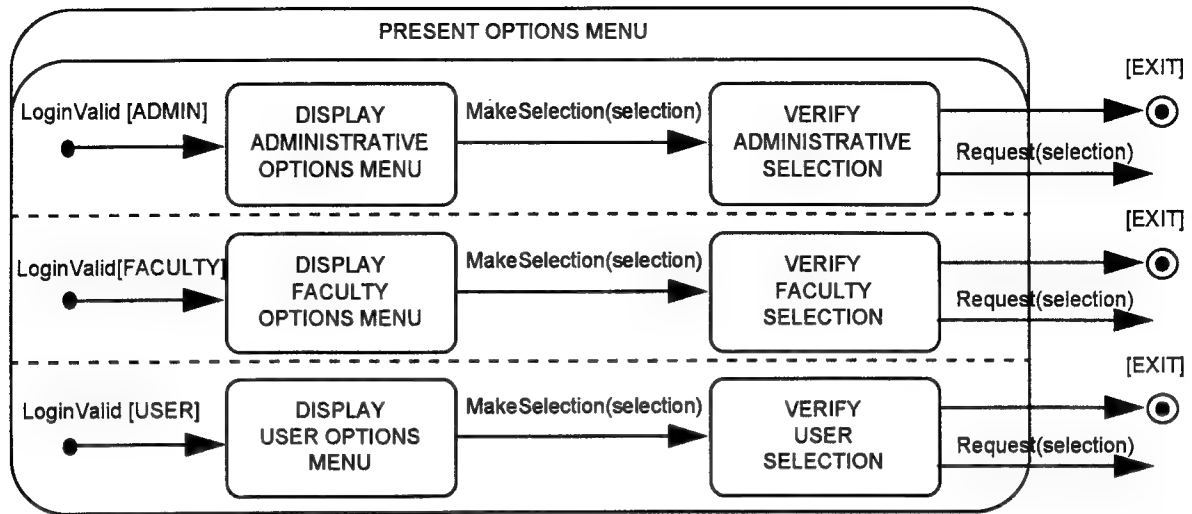 PRESENT OPTIONS MENU
[EXIT]
LoginValid [ADMIN]
DISPLAY
ADMINISTRATIVE
OPTIONS MENU
MakeSelection(selection)
VERIFY
ADMINISTRATIVE
SELECTION
Request(selection)
[EXIT]
LoginValid[FACULTY]
DISPLAY
FACULTY
OPTIONS MENU
MakeSelection(selection)
VERIFY
FACULTY
SELECTION
Request(selection)
[EXIT]
LoginValid [USER]
DISPLAY
USER OPTIONS
MENU
MakeSelection(selection)
VERIFY
USER
SELECTION
Request(selection)